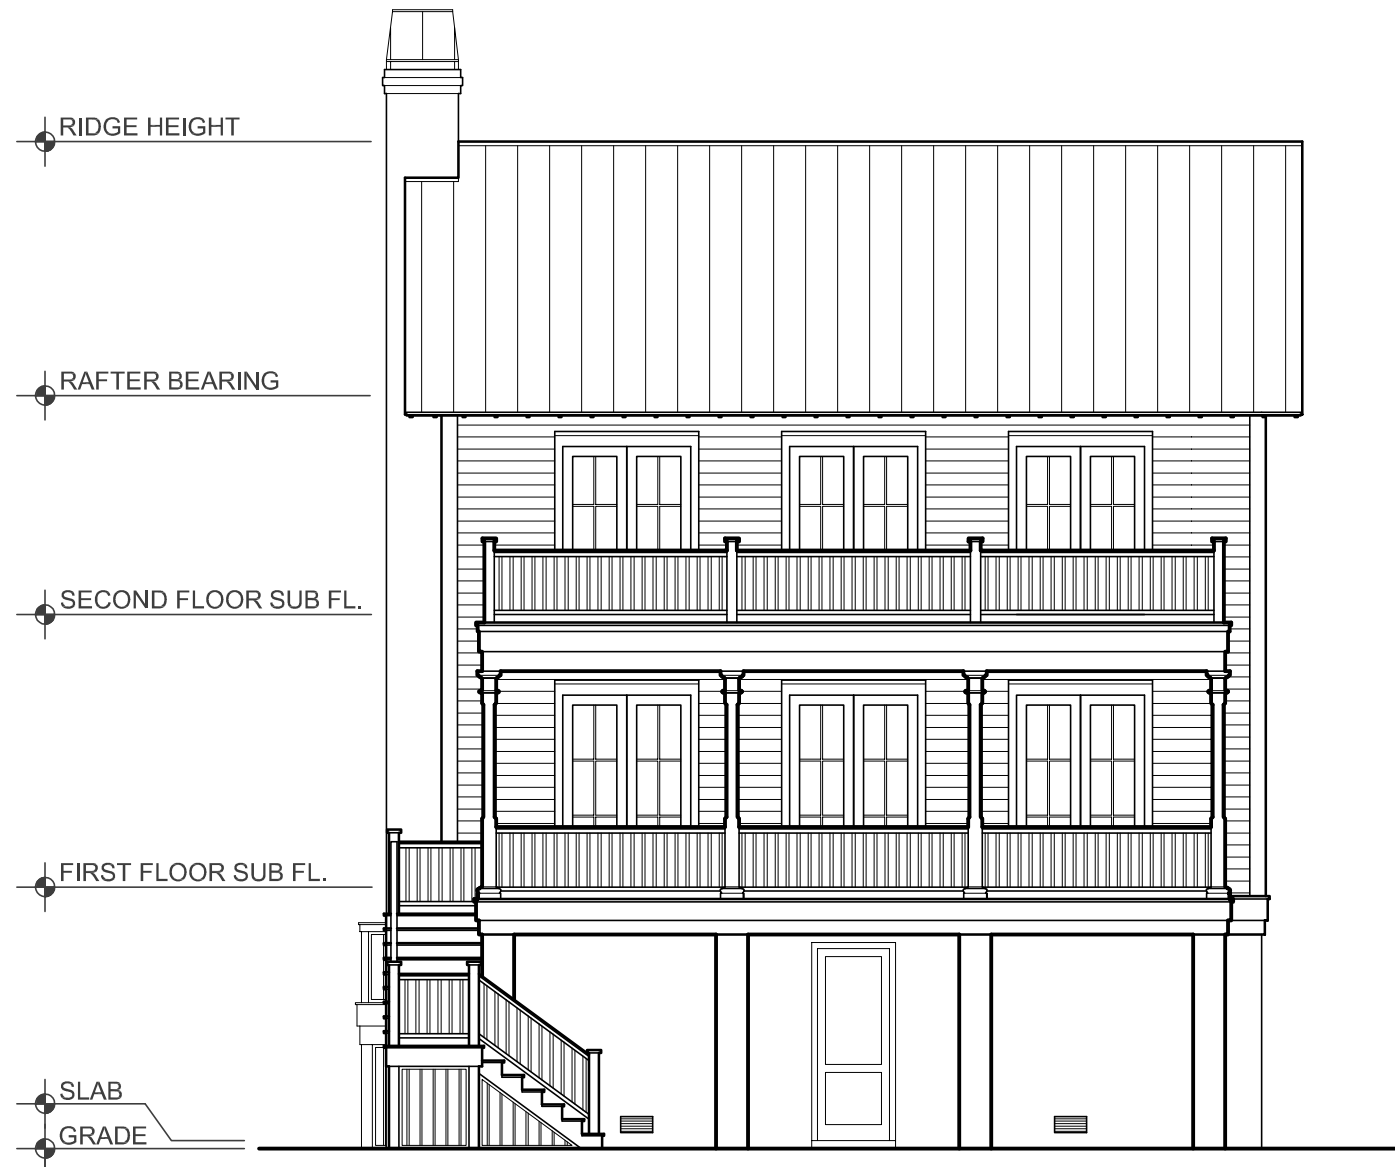 RIDGE HEIGHT
RAFTER BEARING
SECOND FLOOR SUB FL.
FIRST FLOOR SUB FL.
SLAB
GRADE